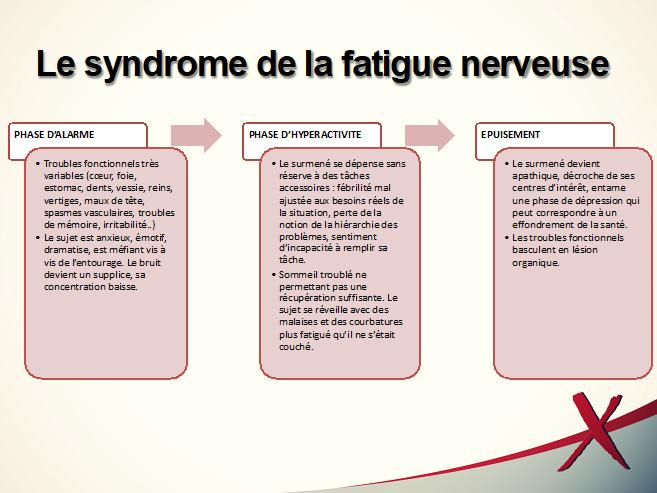 Le syndrome de la fatigue nerveuse
PHASE D'ALARME
• Troubles fonctionnels très
variables (cœur, foie,
estomac, dents, vessie, reins,
vertiges, maux de tête,
spasmes vasculaires, troubles
de mémoire, irritabilité..)
• Le sujet est anxieux, émotif,
dramatise, est méfiant vis à
vis de l'entourage. Le bruit
devient un supplice, sa
concentration baisse.
PHASE D'HYPERACTIVITE
• Le surmené se dépense sans
réserve à des tâches
accessoires : fébrilité mal
ajustée aux besoins réels de
la situation, perte de la
notion de la hiérarchie des
problèmes, sentiment
d'incapacité à remplir sa
tâche.
• Sommeil troublé ne
permettant pas une
récupération suffisante. Le
sujet se réveille avec des
malaises et des courbatures
plus fatigué qu'il ne s'était
couché.
EPUISEMENT
• Le surmené devient
apathique, décroche de ses
centres d'intérêt, entame
une phase de dépression qui
peut correspondre à un
effondrement de la santé.
• Les troubles fonctionnels
basculent en lésion
organique.